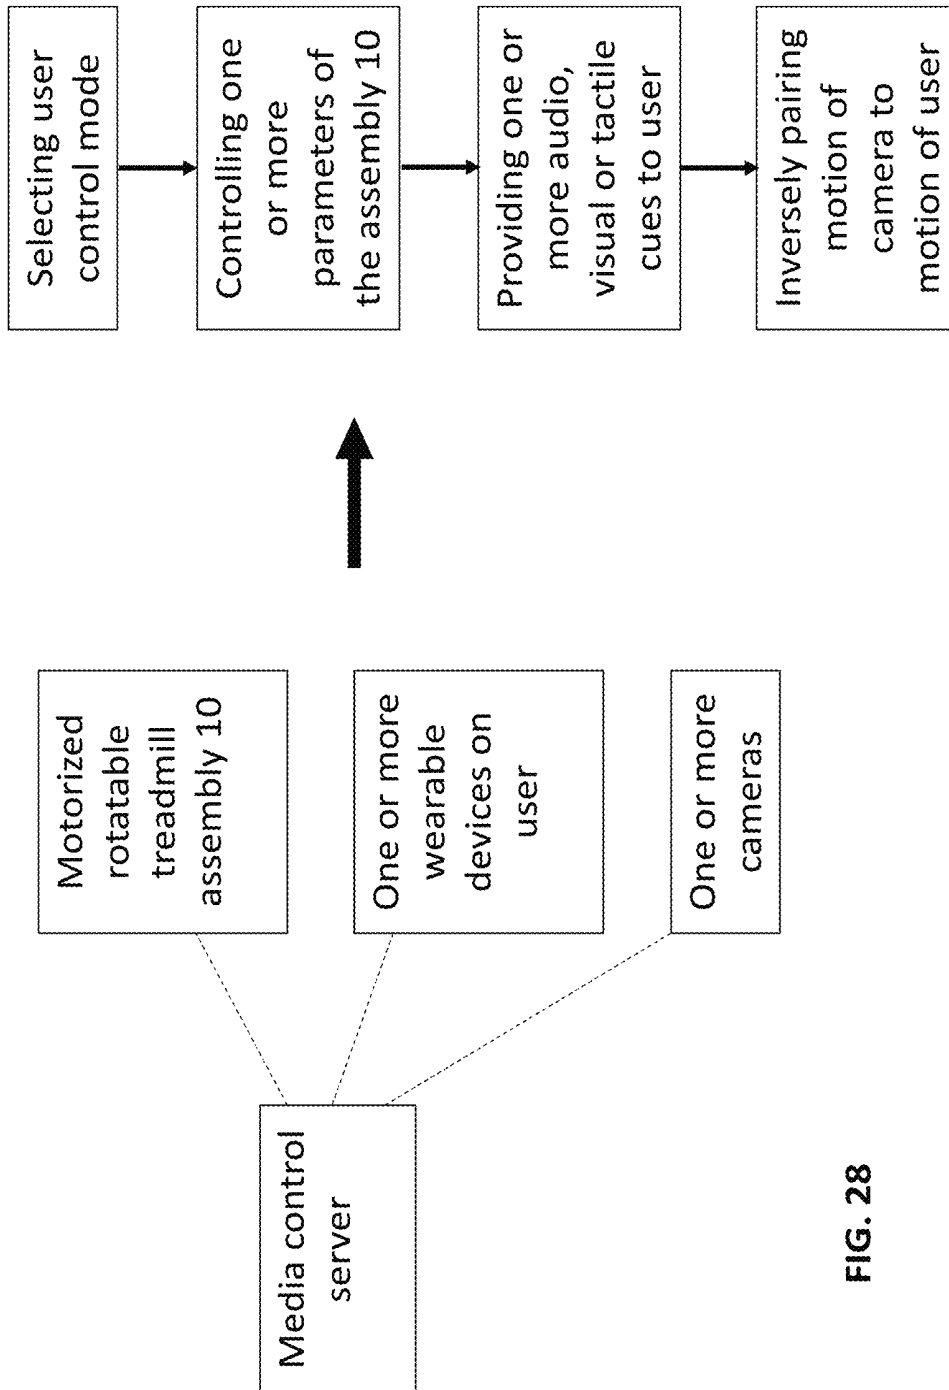 Media control
server
Motorized
rotatable
treadmill
assembly 10
One or more
wearable
devices on
user
One or more
cameras
Selecting user
control mode
Controlling one
or more
parameters of
the assembly 10
Providing one or
more audio,
visual or tactile
cues to user
Inversely pairing
motion of
camera to
motion of user
FIG. 28